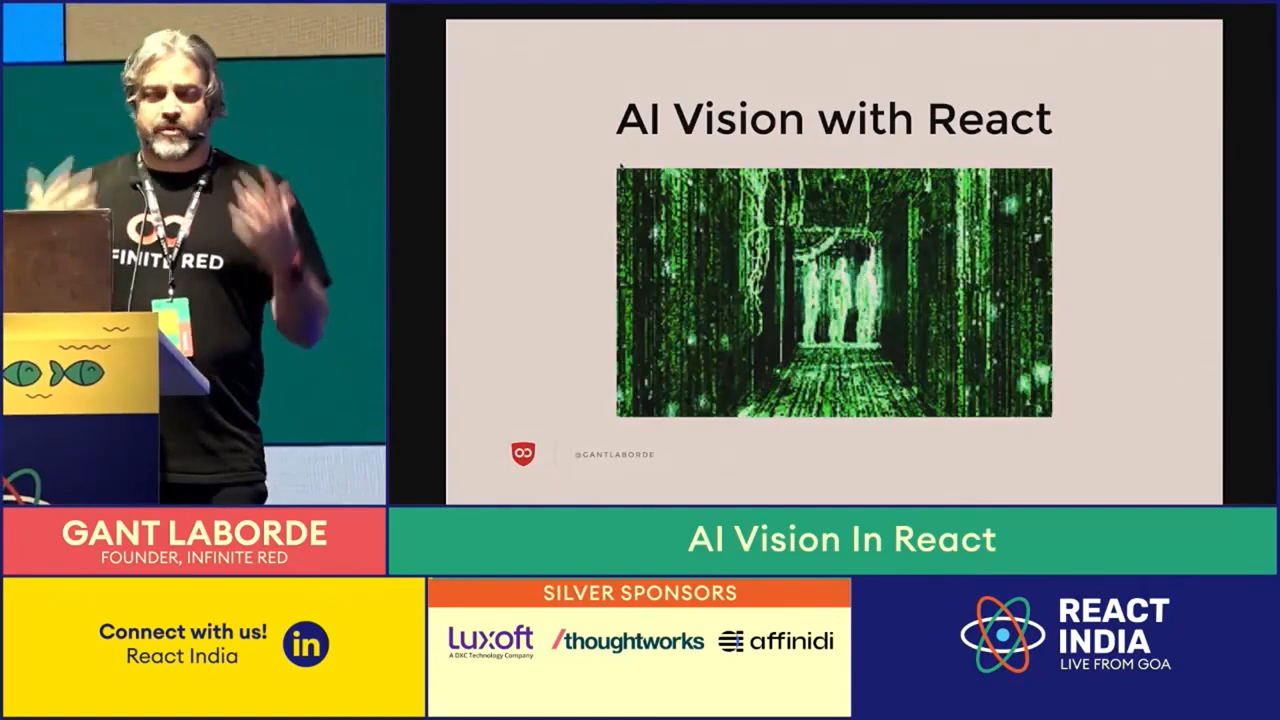 AI Vision with React
@GANTLABORDE
FINITE RED
GANT LABORDE
FOUNDER, INFINITE RED
AI Vision In React
Connect with us!
React India
in
SILVER SPONSORS
Luxoft
A DXC Technology Company
/thoughtworks
affinidi
REACT
INDIA
LIVE FROM GOA